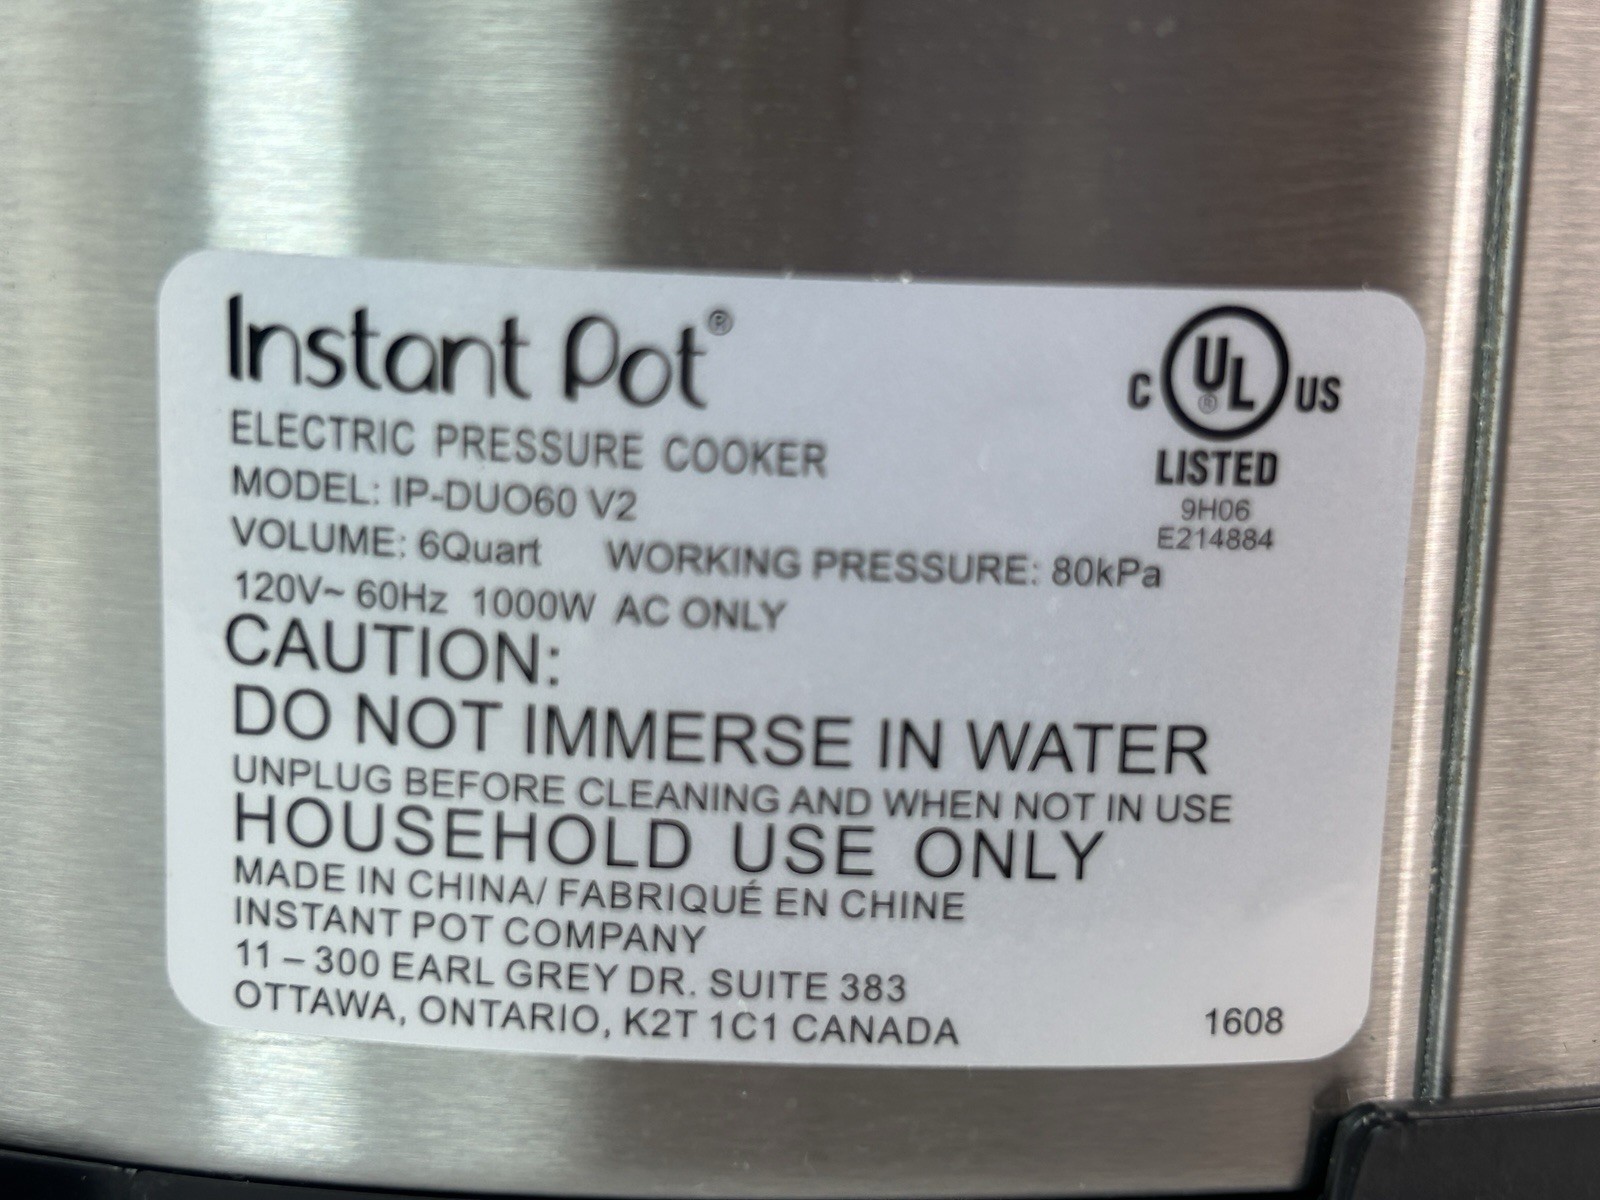 Instant Pot®
ELECTRIC PRESSURE COOKER
MODEL: IP-DUO60 V2
VOLUME: 6Quart WORKING PRESSURE: 80kPa
120V~ 60Hz 1000W AC ONLY
CAUTION:
DO NOT IMMERSE IN WATER
UNPLUG BEFORE CLEANING AND WHEN NOT IN USE
HOUSEHOLD USE ONLY
MADE IN CHINA/ FABRIQUÉ EN CHINE
INSTANT POT COMPANY
11 – 300 EARL GREY DR. SUITE 383
OTTAWA, ONTARIO, K2T 1C1 CANADA
C UL® US
LISTED
9H06
E214884
1608